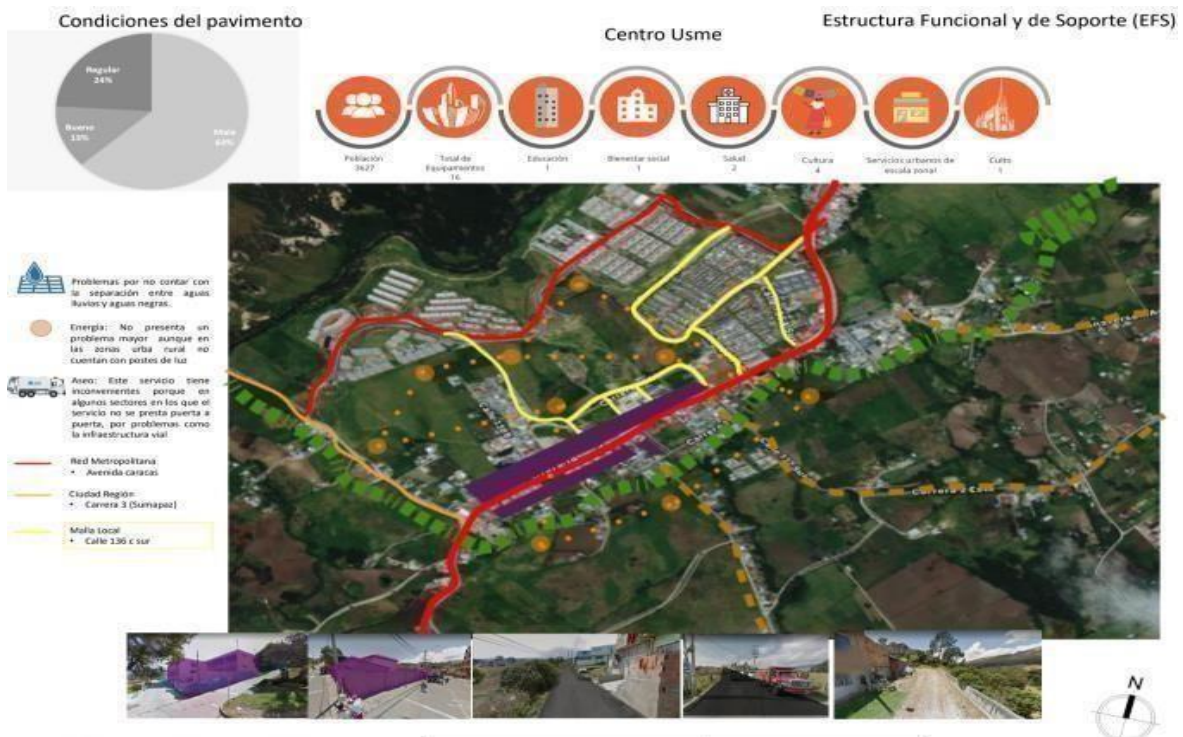 Condiciones del pavimento
Centro Usme
Estructura Funcional y de Soporte (EFS)
Regular
24%
Bueno
13%
Malo
Población
3627
Total de
Equipamientos
16
Educación
1
Bienestar social
1
Salud
2
Cultura
4
Servicios urbanos de
escala zonal
Culto
1
Problemas por no contar con
la separación entre aguas
lluvias y aguas negras.
Energía: No presenta un
problema mayor aunque en
las zonas urba rural no
cuentan con postes de luz
Aseo: Este servicio tiene
inconvenientes porque en
algunos sectores en los que el
servicio no se presta puerta a
puerta, por problemas como
la infraestructura vial
Red Metropolitana
• Avenida caracas
Ciudad Región
• Carrera 3 (Sumapaz)
Malla Local
• Calle 136 c sur
N